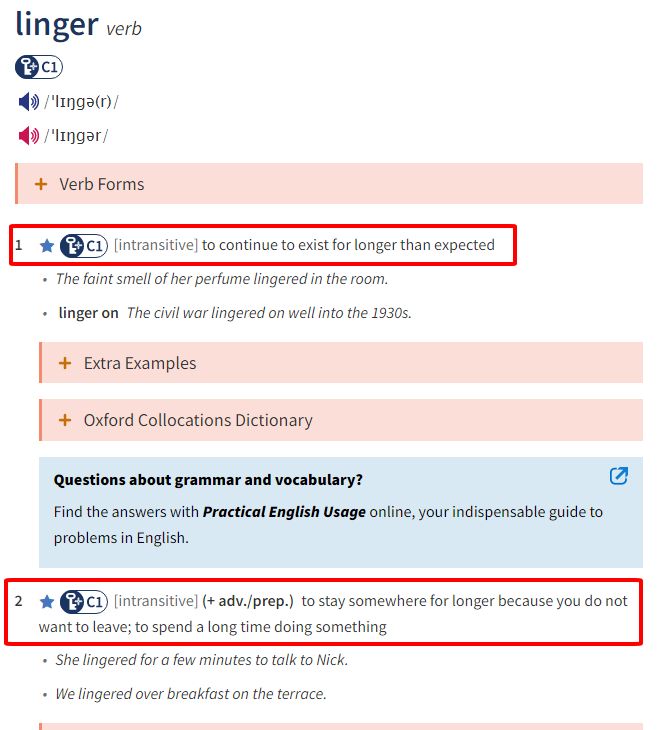 linger verb
C1
/ˈlɪŋɡə(r)/
/ˈlɪŋɡər/
+ Verb Forms
1 ★ C1 [intransitive] to continue to exist for longer than expected
• The faint smell of her perfume lingered in the room.
• linger on The civil war lingered on well into the 1930s.
+ Extra Examples
+ Oxford Collocations Dictionary
Questions about grammar and vocabulary?
Find the answers with Practical English Usage online, your indispensable guide to
problems in English.
2 ★ C1 [intransitive] (+ adv./prep.) to stay somewhere for longer because you do not
want to leave; to spend a long time doing something
• She lingered for a few minutes to talk to Nick.
• We lingered over breakfast on the terrace.